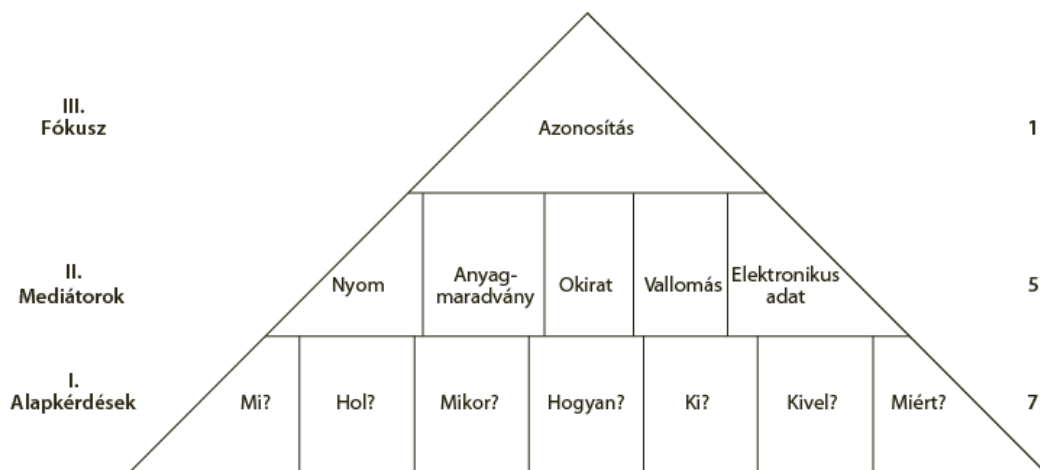 III.
Fókusz
Azonosítás
1
II.
Mediátorok
Nyom
Anyag-
maradvány
Okirat
Vallomás
Elektronikus
adat
5
I.
Alapkérdések
Mi?
Hol?
Mikor?
Hogyan?
Ki?
Kivel?
Miért?
7